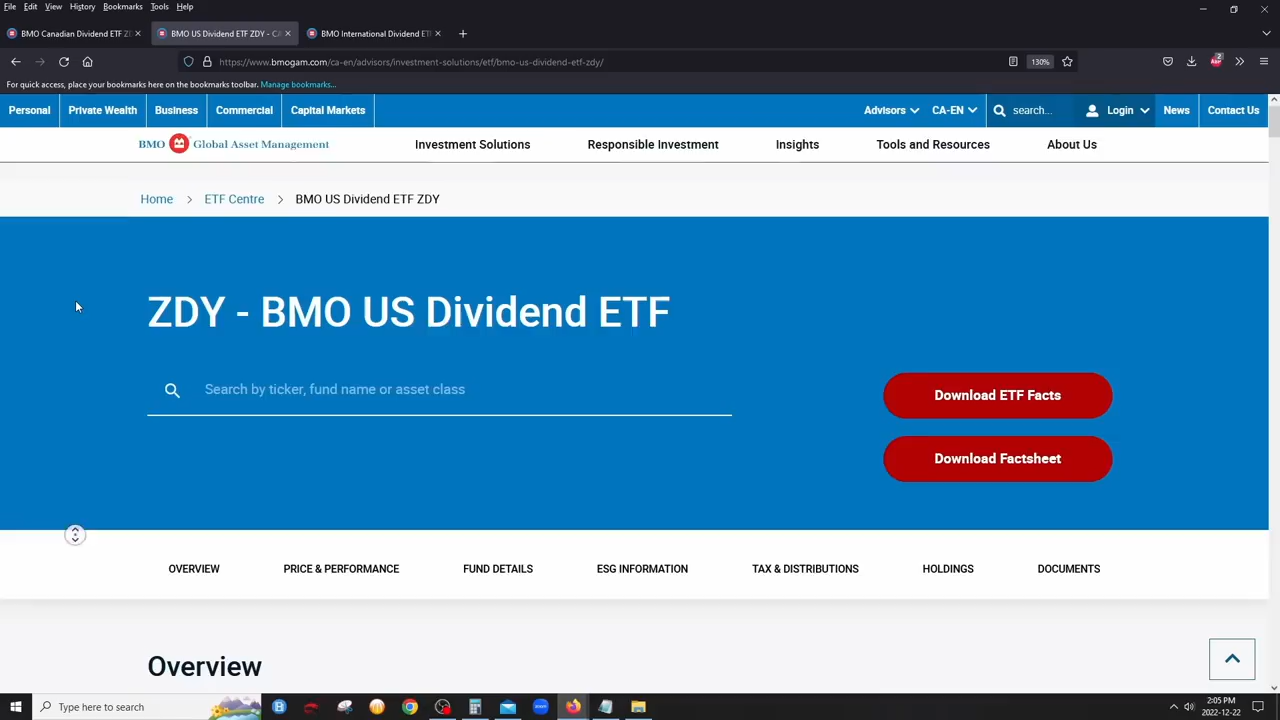 File Edit View History Bookmarks Tools Help
BMO Canadian Dividend ETF ZD BMO US Dividend ETF ZDY - CA BMO International Dividend ET
https://www.bmogam.com/ca-en/advisors/investment-solutions/etf/bmo-us-dividend-etf-zdy/ 130% 2
For quick access, place your bookmarks here on the bookmarks toolbar. Manage bookmarks...
Personal Private Wealth Business Commercial Capital Markets Advisors CA-EN search... Login News Contact Us
BMO Global Asset Management Investment Solutions Responsible Investment Insights Tools and Resources About Us
Home > ETF Centre > BMO US Dividend ETF ZDY
ZDY - BMO US Dividend ETF
Search by ticker, fund name or asset class
Download ETF Facts
Download Factsheet
OVERVIEW PRICE & PERFORMANCE FUND DETAILS ESG INFORMATION TAX & DISTRIBUTIONS HOLDINGS DOCUMENTS
Overview
Type here to search
2:05 PM
2022-12-22